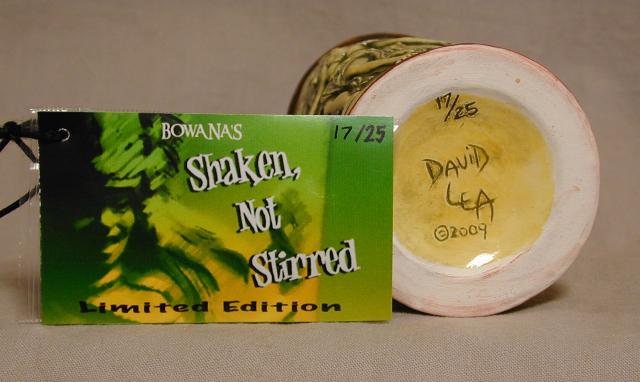 BOWANA'S
17/25
Shaken,
Not
Stirred
Limited Edition
17/25
DAVID
LEA
©2009